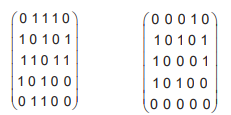 0 1 1 1 0
1 0 1 0 1
1 1 0 1 1
1 0 1 0 0
0 1 1 0 0
0 0 0 1 0
1 0 1 0 1
1 0 0 0 1
1 0 1 0 0
0 0 0 0 0